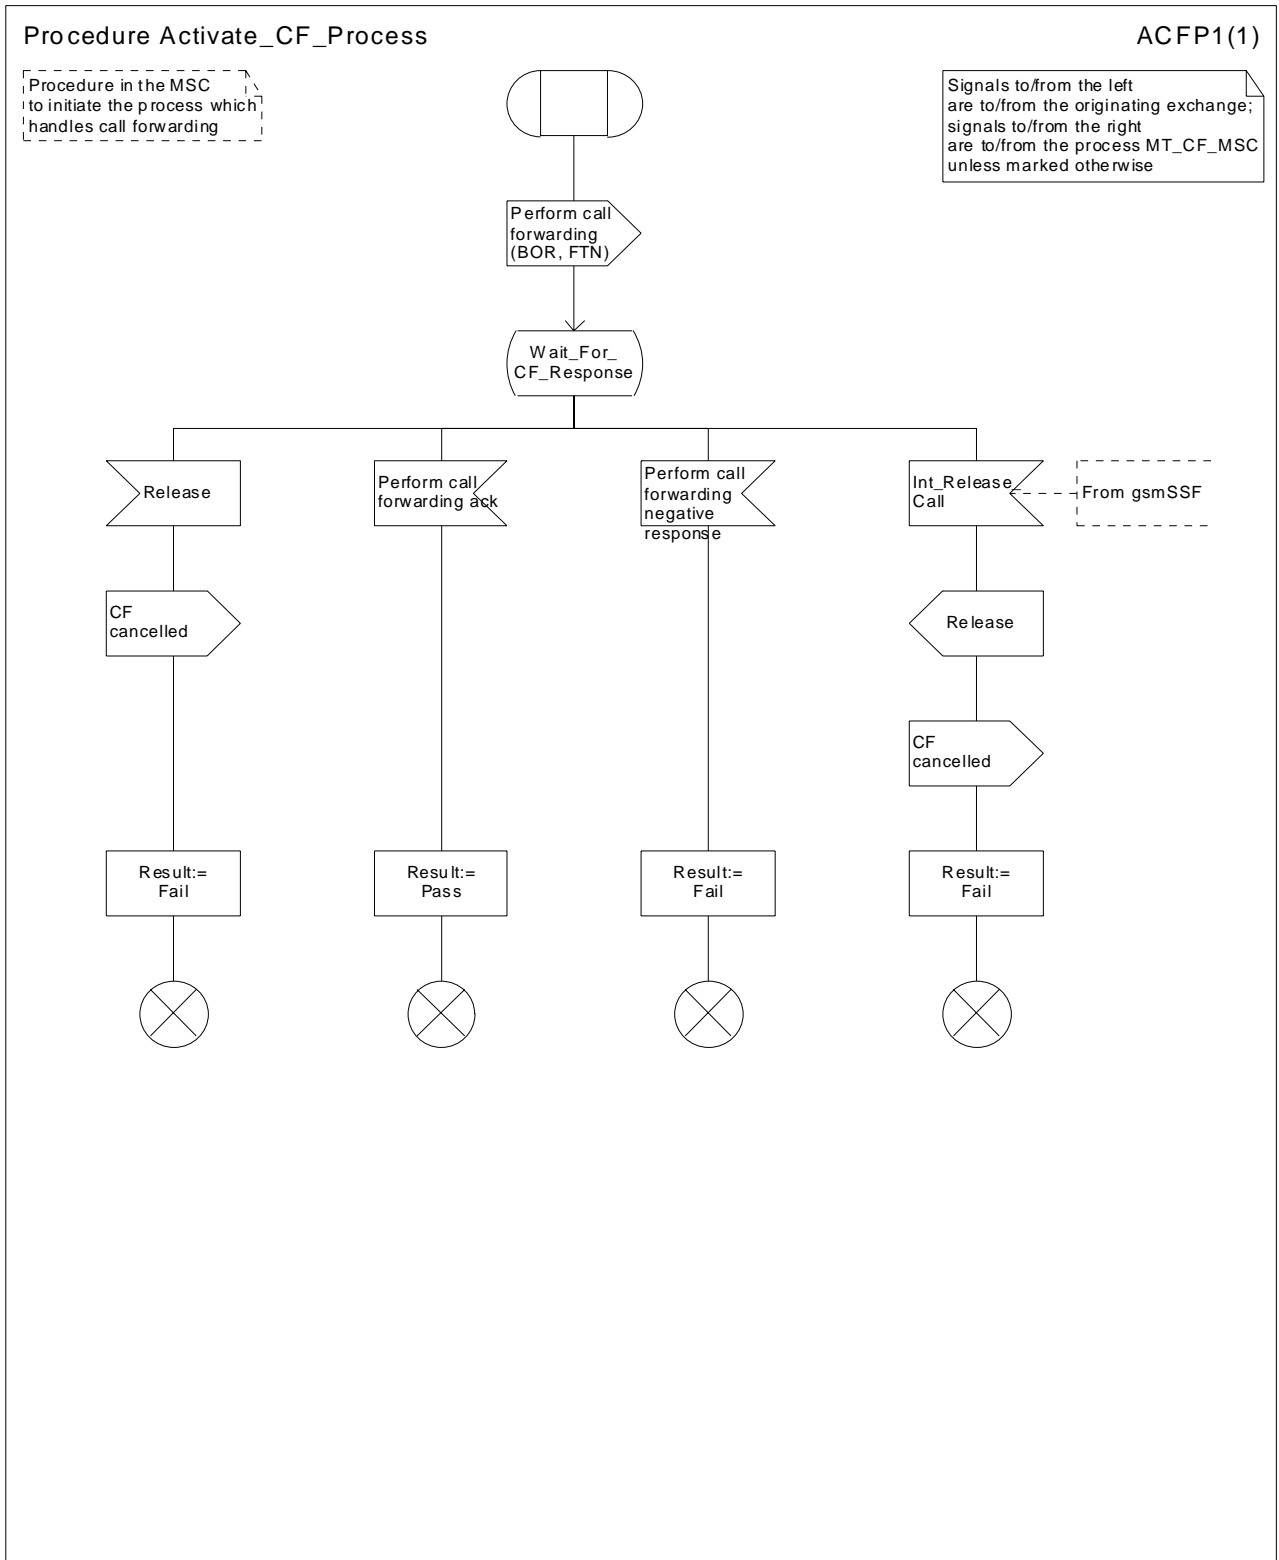 Procedure Activate_CF_Process
ACFP1(1)
Procedure in the MSC
to initiate the process which
handles call forwarding
Signals to/from the left
are to/from the originating exchange;
signals to/from the right
are to/from the process MT_CF_MSC
unless marked otherwise
Perform call
forwarding
(BOR, FTN)
Wait_For_
CF_Response
Release
Perform call
forwarding ack
Perform call
forwarding
negative
response
Int_Release
Call
From gsmSSF
CF
cancelled
Release
CF
cancelled
Result:=
Fail
Result:=
Pass
Result:=
Fail
Result:=
Fail